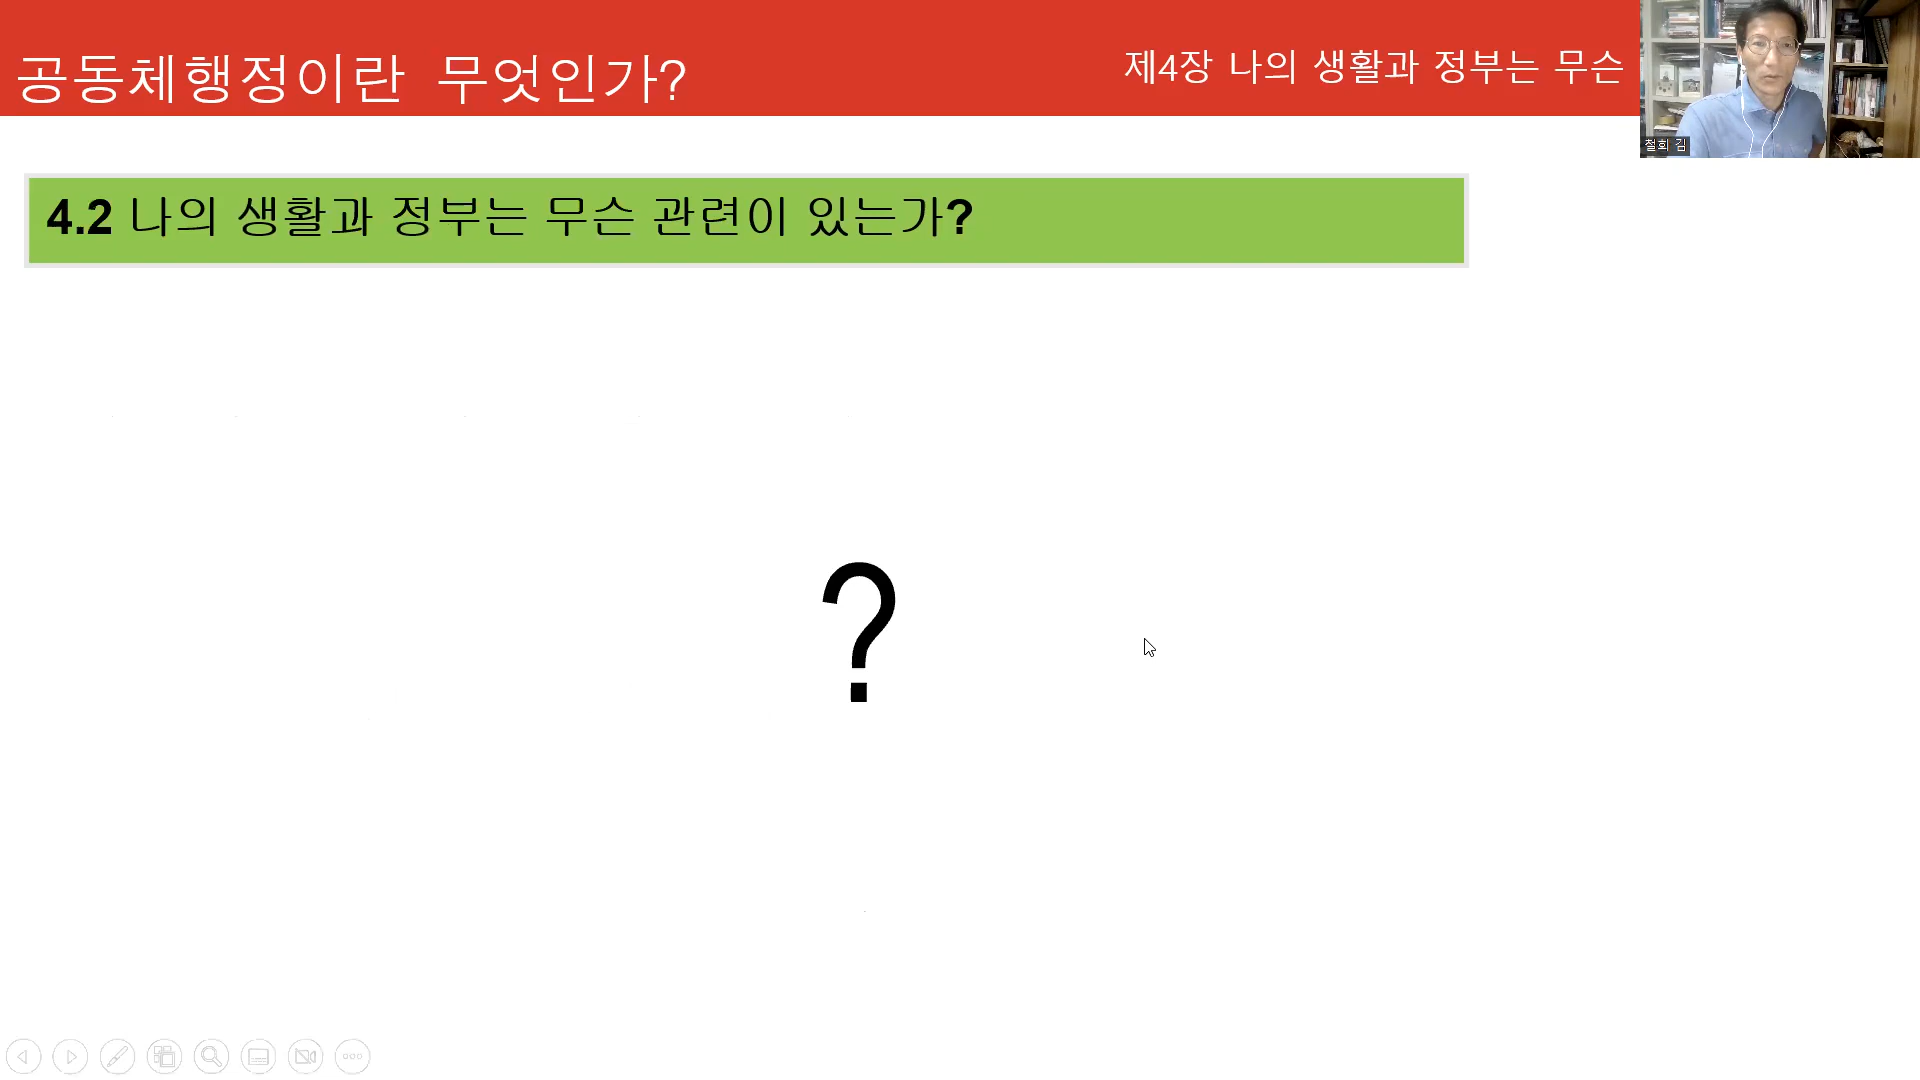 공동체행정이란 무엇인가?
제4장 나의 생활과 정부는 무슨
철회 김
4.2 나의 생활과 정부는 무슨 관련이 있는가?
?